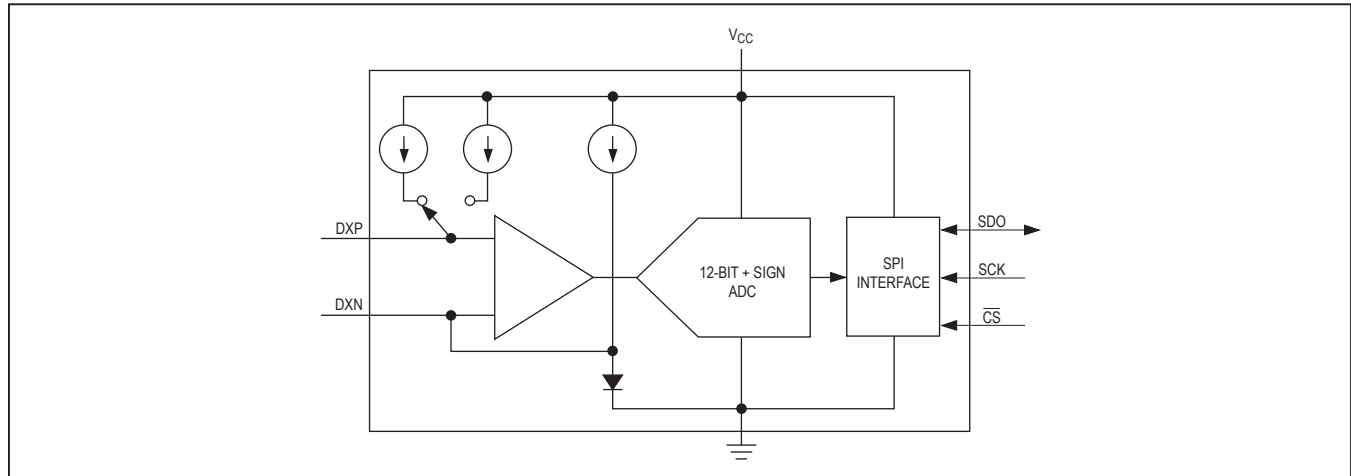 VCC
DXP
DXN
12-BIT + SIGN
ADC
SPI
INTERFACE
SDO
SCK
CS